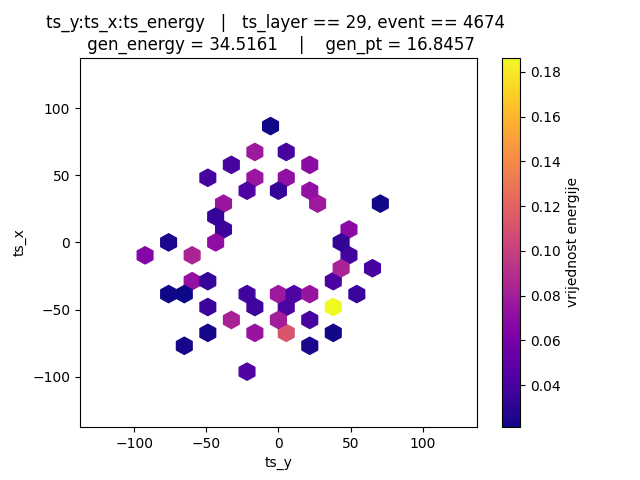 ts_y:ts_x:ts_energy | ts_layer == 29, event == 4674
gen_energy = 34.5161 | gen_pt = 16.8457
100
50
0
−50
−100
ts_x
−100 −50 0 50 100
ts_y
0.18
0.16
0.14
0.12
0.10
0.08
0.06
0.04
vrijednost energije